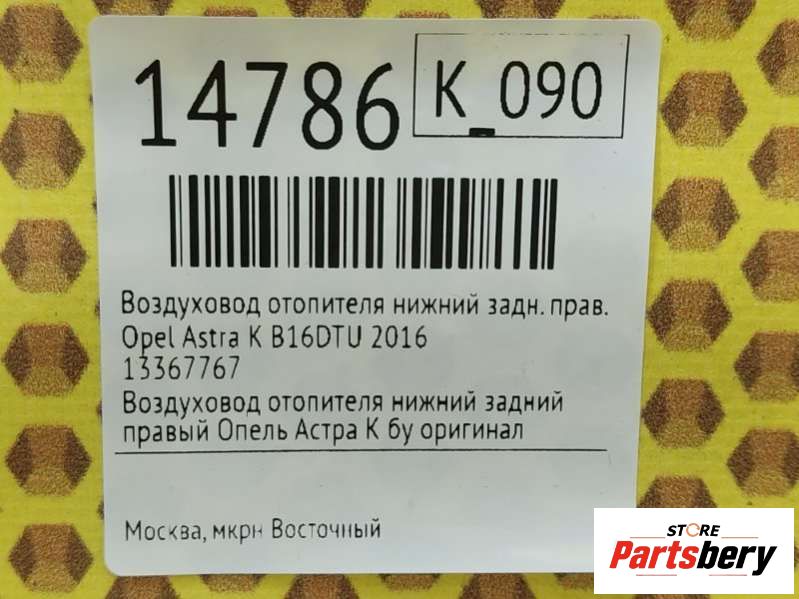 14786
K_090
Воздуховод отопителя нижний задн. прав.
Opel Astra K B16DTU 2016
13367767
Воздуховод отопителя нижний задний
правый Опель Астра К бу оригинал
Москва, мкрн Восточный
STORE
Partsbery